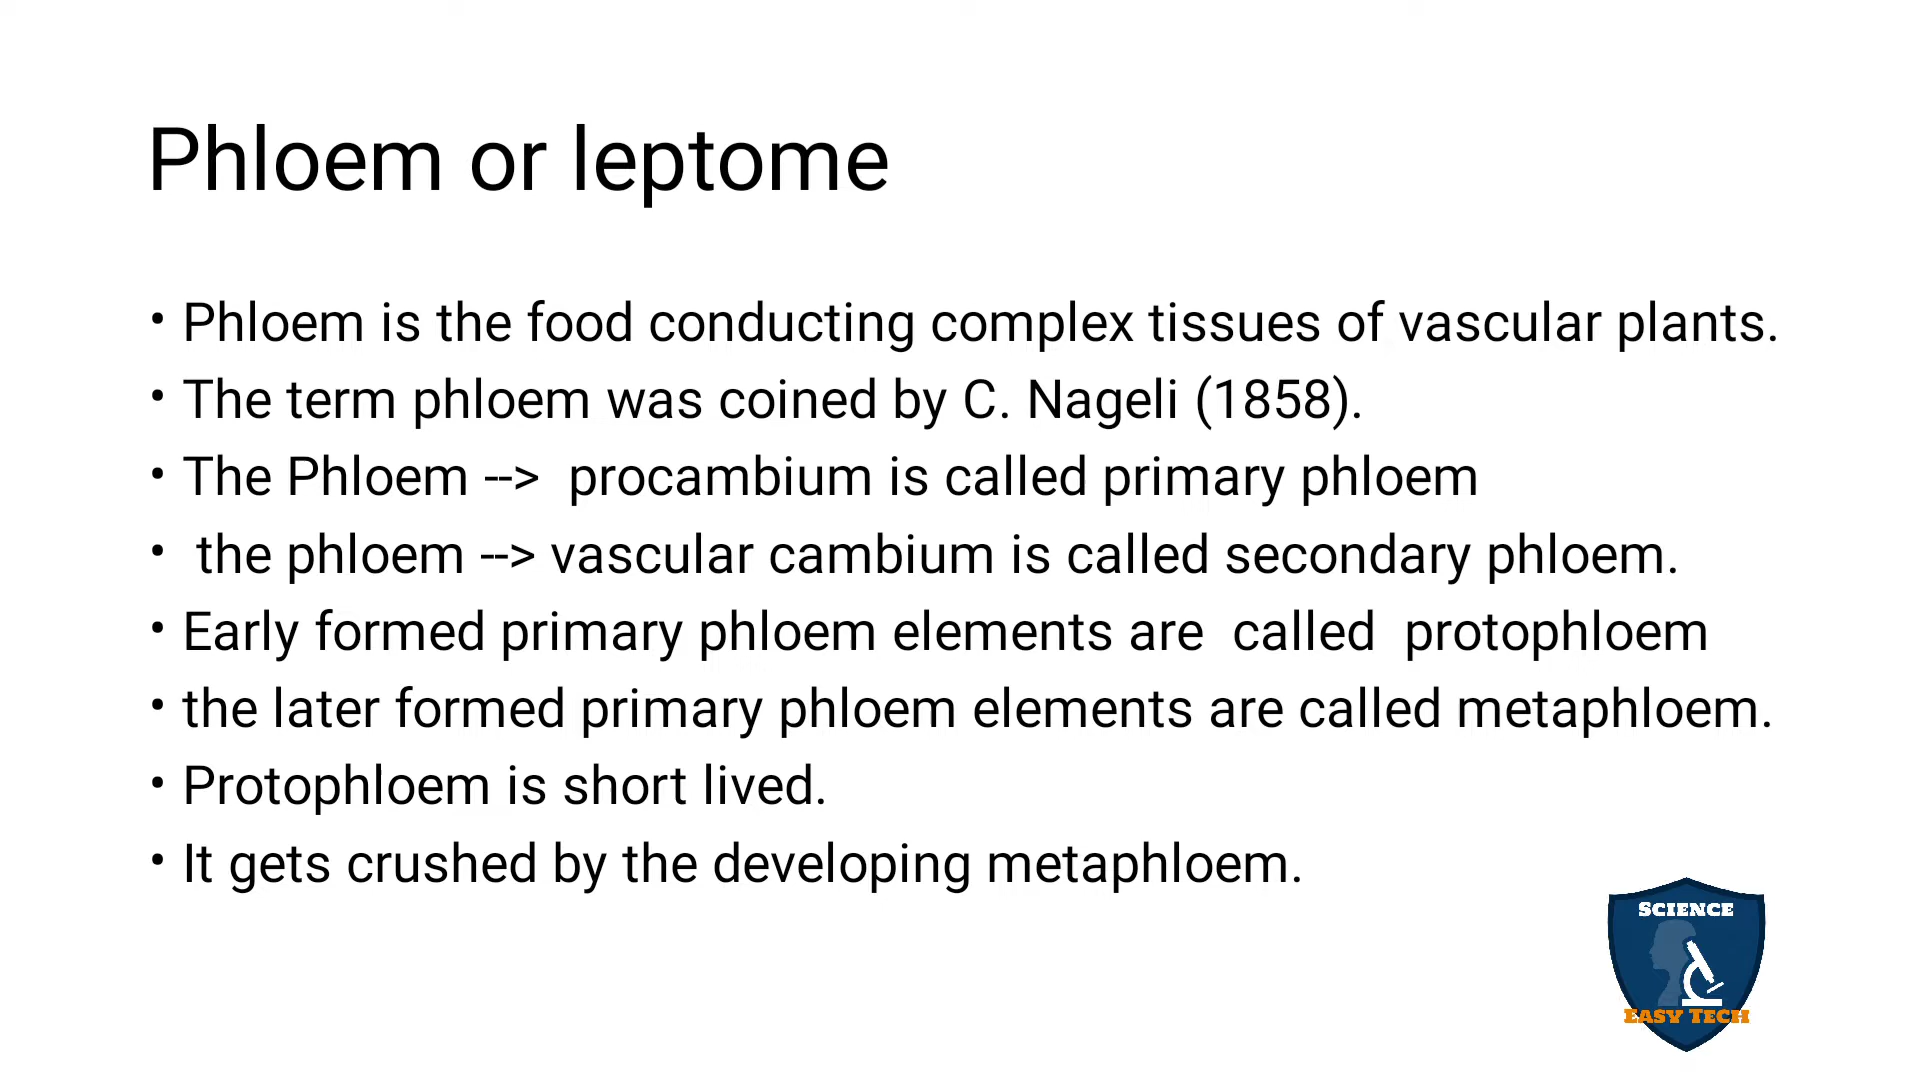 Phloem or leptome
• Phloem is the food conducting complex tissues of vascular plants.
• The term phloem was coined by C. Nageli (1858).
• The Phloem --> procambium is called primary phloem
• the phloem --> vascular cambium is called secondary phloem.
• Early formed primary phloem elements are called protophloem
• the later formed primary phloem elements are called metaphloem.
• Protophloem is short lived.
• It gets crushed by the developing metaphloem.
SCIENCE
EASY TECH